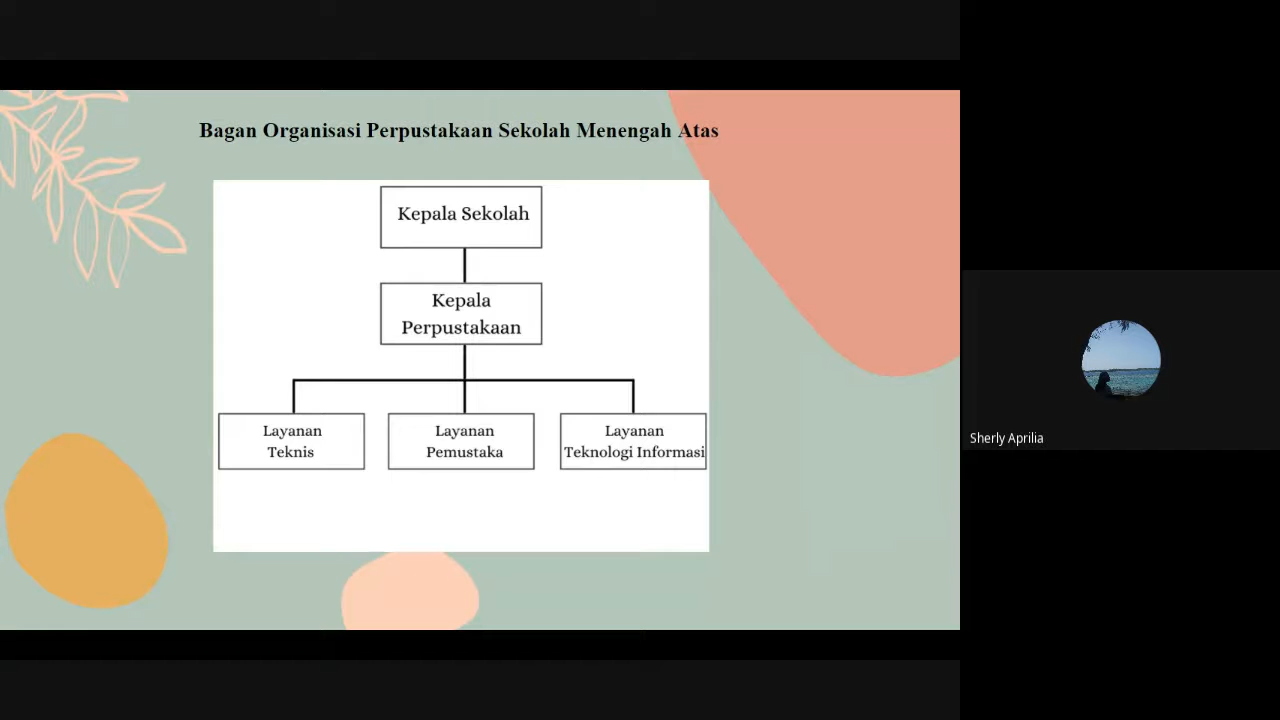 Bagan Organisasi Perpustakaan Sekolah Menengah Atas
Kepala Sekolah
Kepala
Perpustakaan
Layanan
Teknis
Layanan
Pemustaka
Layanan
Teknologi Informasi
Sherly Aprilia